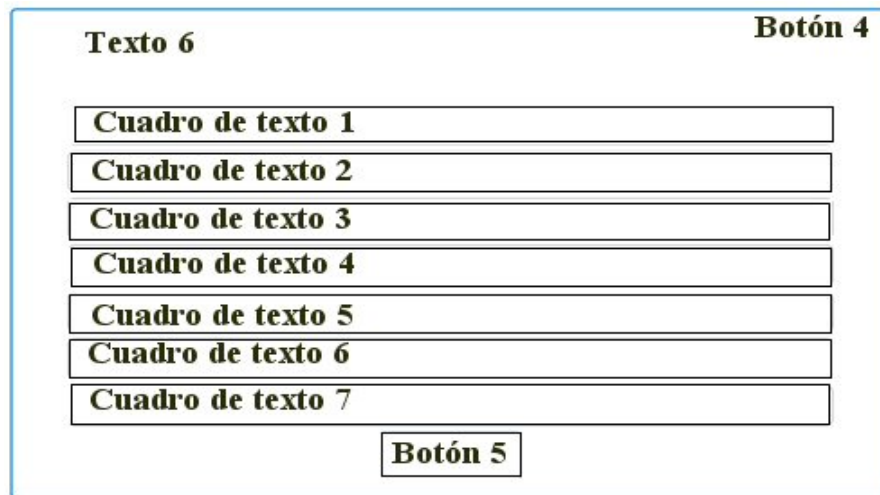 Texto 6
Botón 4
Cuadro de texto 1
Cuadro de texto 2
Cuadro de texto 3
Cuadro de texto 4
Cuadro de texto 5
Cuadro de texto 6
Cuadro de texto 7
Botón 5